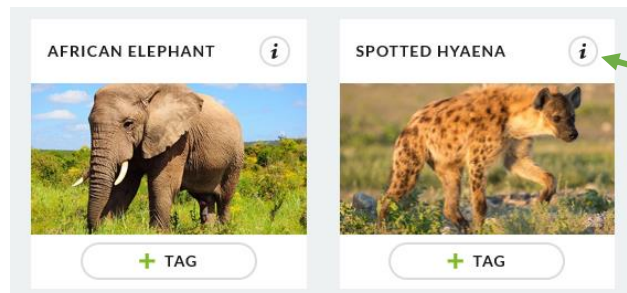 AFRICAN ELEPHANT i
SPOTTED HYAENA i
+ TAG
+ TAG